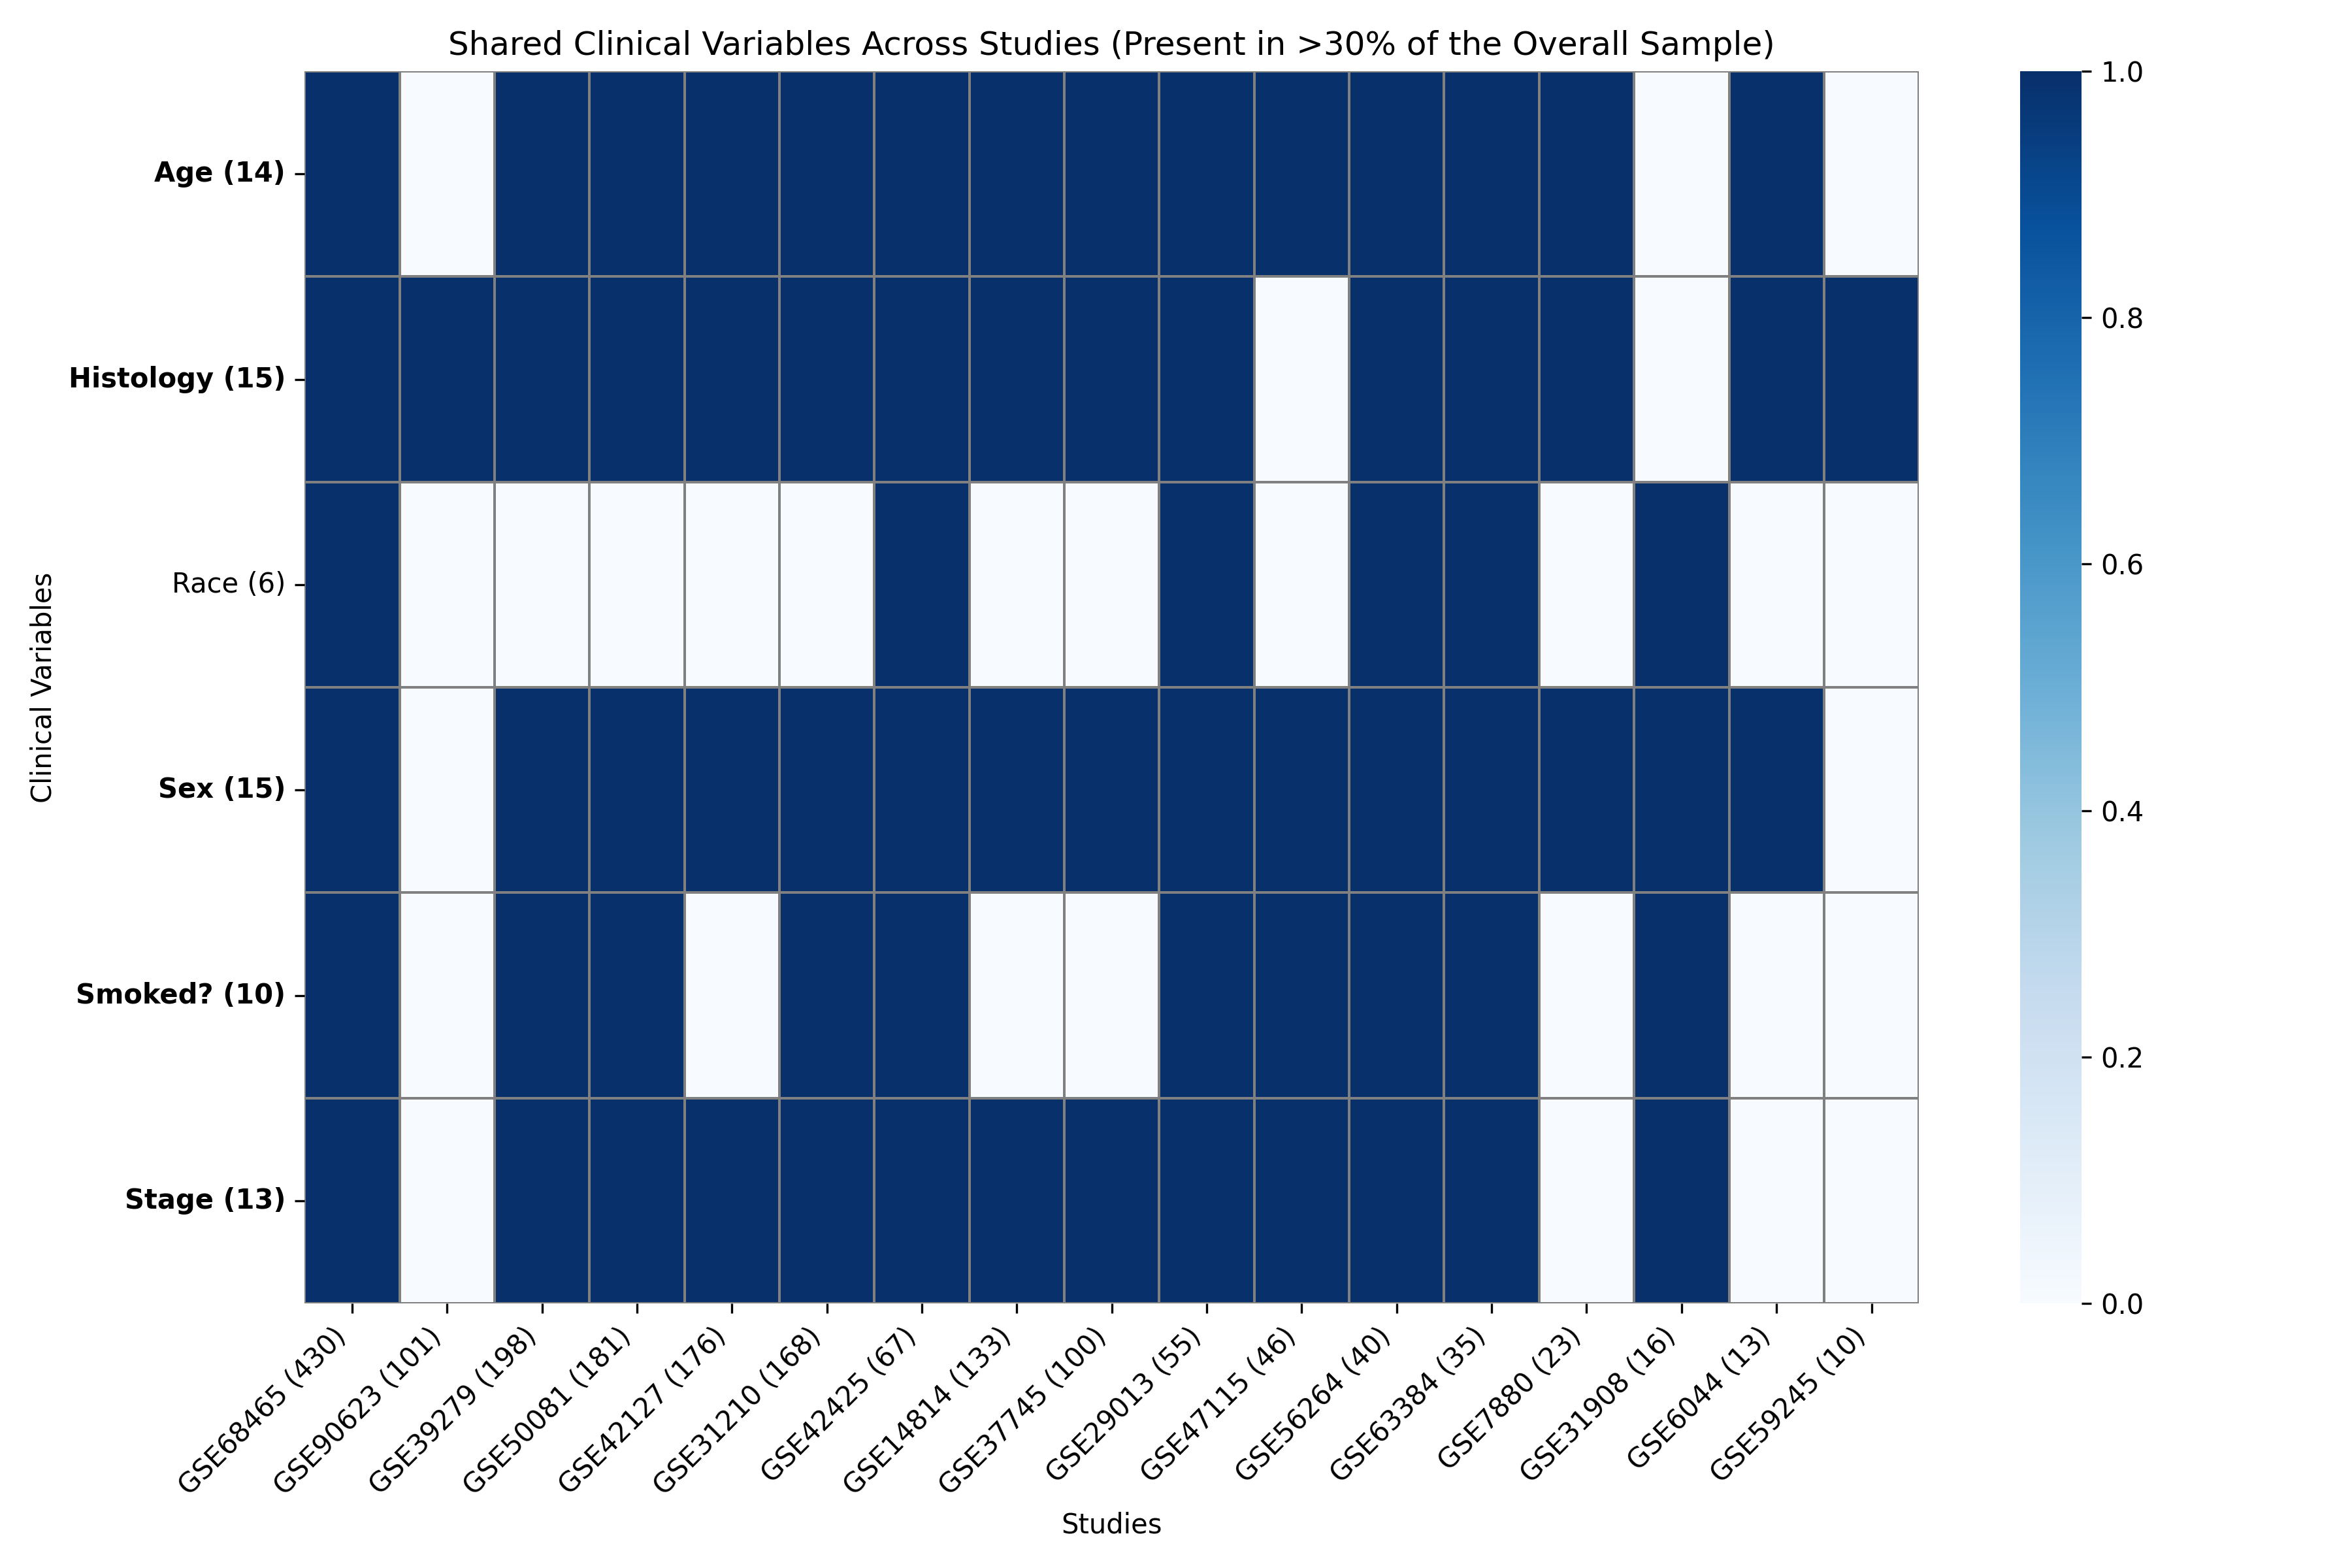 Shared Clinical Variables Across Studies (Present in >30% of the Overall Sample)
Clinical Variables
Age (14)
Histology (15)
Race (6)
Sex (15)
Smoked? (10)
Stage (13)
GSE68465 (430)
GSE90623 (101)
GSE39279 (198)
GSE50081 (181)
GSE42127 (176)
GSE31210 (168)
GSE42425 (67)
GSE14814 (133)
GSE37745 (100)
GSE29013 (55)
GSE47115 (46)
GSE56264 (40)
GSE63384 (35)
GSE7880 (23)
GSE31908 (16)
GSE6044 (13)
GSE59245 (10)
Studies
1.0
0.8
0.6
0.4
0.2
0.0